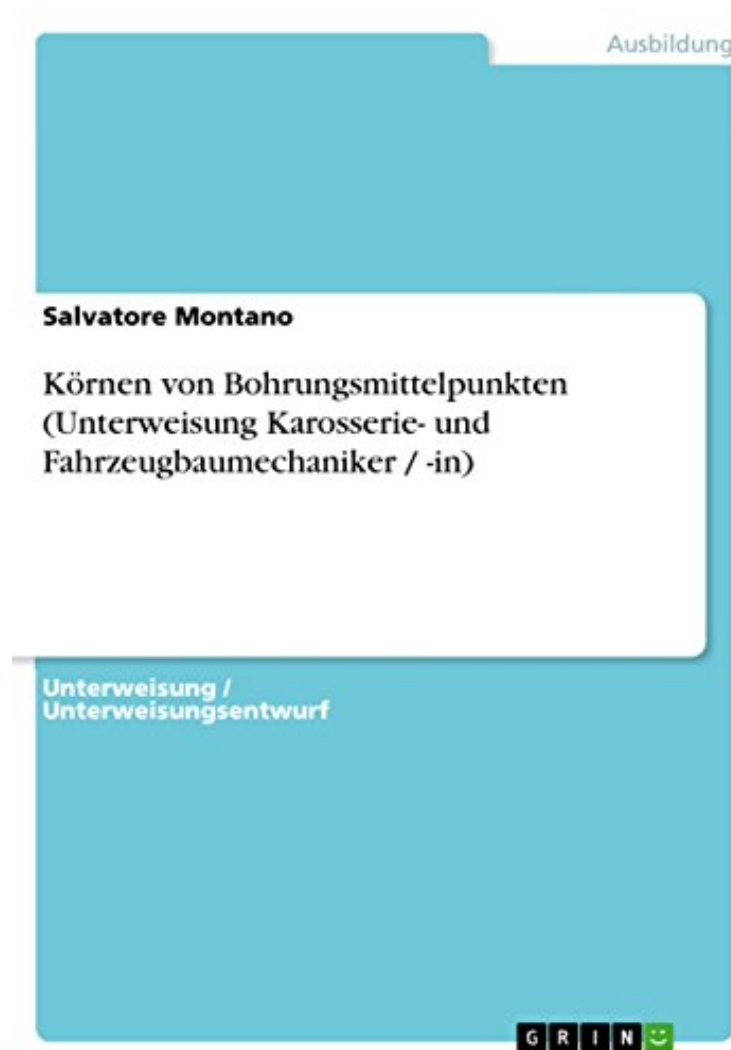 Ausbildung
Salvatore Montano
Körnen von Bohrungsmittelpunkten
(Unterweisung Karosserie- und
Fahrzeugbaumechaniker / -in)
Unterweisung /
Unterweisungsentwurf
GRIN